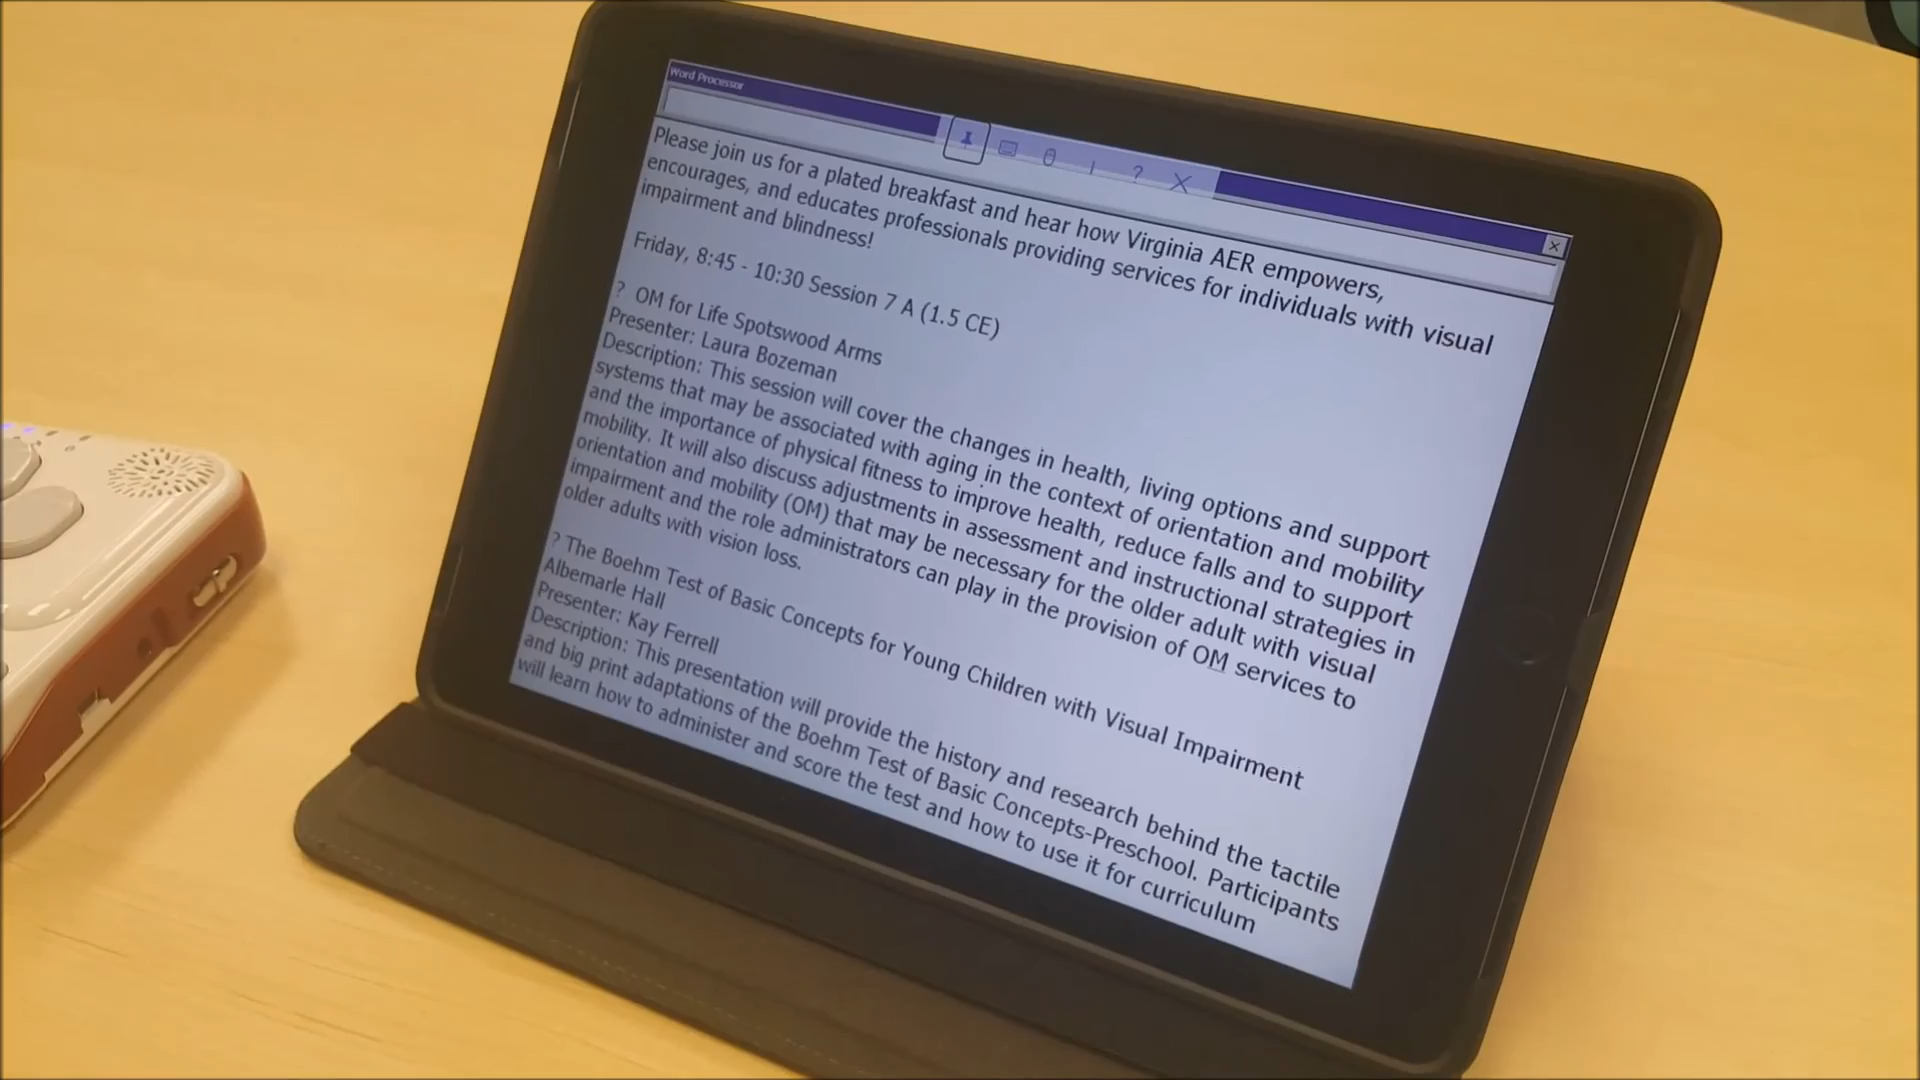 Word Processor
Please join us for a plated breakfast and hear how Virginia AER empowers,
encourages, and educates professionals providing services for individuals with visual
impairment and blindness!
Friday, 8:45 - 10:30 Session 7 A (1.5 CE)
? OM for Life Spotswood Arms
Presenter: Laura Bozeman
Description: This session will cover the changes in health, living options and support
systems that may be associated with aging in the context of orientation and mobility
and the importance of physical fitness to improve health, reduce falls and to support
mobility. It will also discuss adjustments in assessment and instructional strategies in
orientation and mobility (OM) that may be necessary for the older adult with visual
impairment and the role administrators can play in the provision of OM services to
older adults with vision loss.
? The Boehm Test of Basic Concepts for Young Children with Visual Impairment
Albemarle Hall
Presenter: Kay Ferrell
Description: This presentation will provide the history and research behind the tactile
and big print adaptations of the Boehm Test of Basic Concepts-Preschool. Participants
will learn how to administer and score the test and how to use it for curriculum